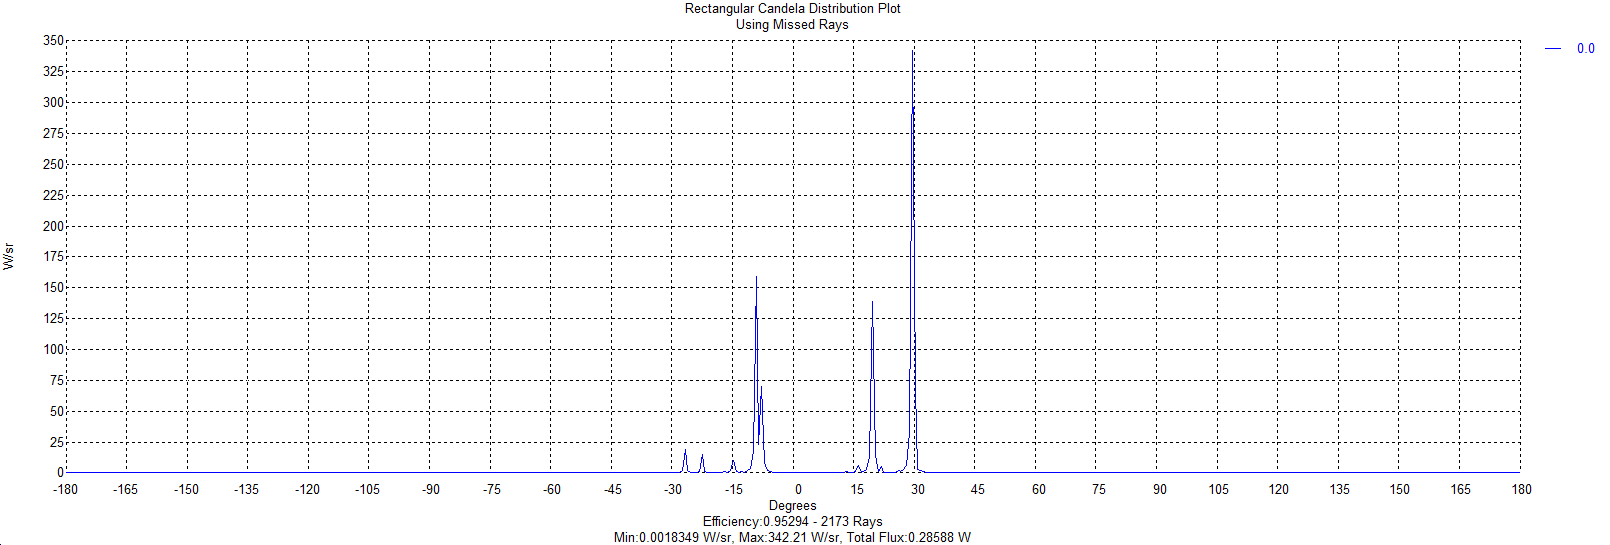 Rectangular Candela Distribution Plot
Using Missed Rays
0.0
350
325
300
275
250
225
200
175
150
125
100
75
50
25
0
W/sr
-180 -165 -150 -135 -120 -105 -90 -75 -60 -45 -30 -15 0 15 30 45 60 75 90 105 120 135 150 165 180
Degrees
Efficiency:0.95294 - 2173 Rays
Min:0.0018349 W/sr, Max:342.21 W/sr, Total Flux:0.28588 W